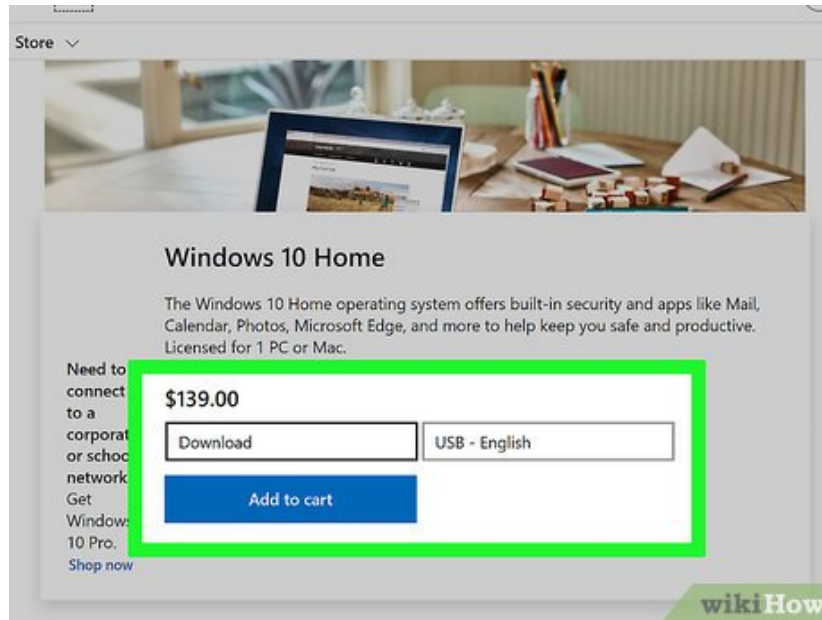 Store
Windows 10 Home
The Windows 10 Home operating system offers built-in security and apps like Mail,
Calendar, Photos, Microsoft Edge, and more to help keep you safe and productive.
Licensed for 1 PC or Mac.
Need to
connect
to a
corporat
or schoo
network
Get
Windows
10 Pro.
Shop now
$139.00
Download
USB - English
Add to cart
wikiHow